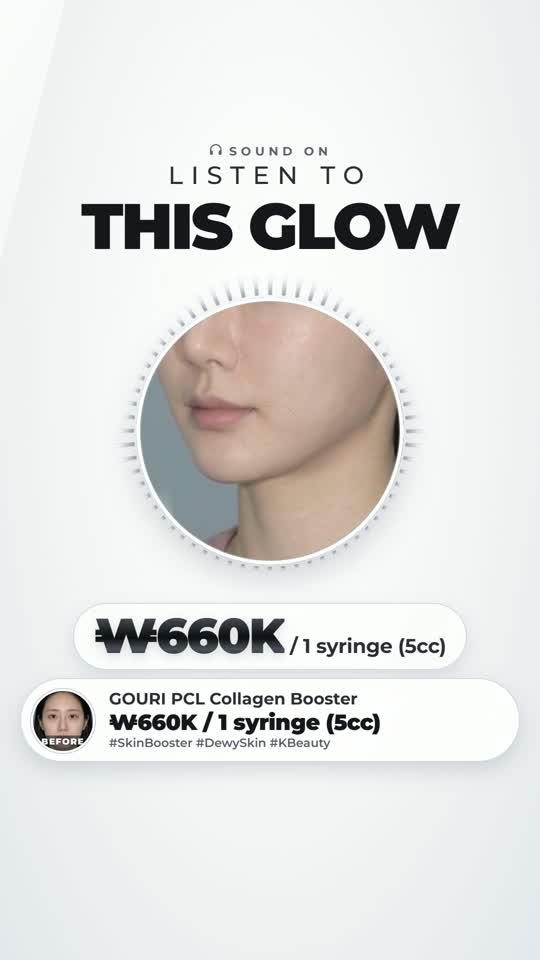 SOUND ON
LISTEN TO
THIS GLOW
₩660K / 1 syringe (5cc)
GOURI PCL Collagen Booster
₩660K / 1 syringe (5cc)
#SkinBooster #DewySkin #KBeauty
BEFORE